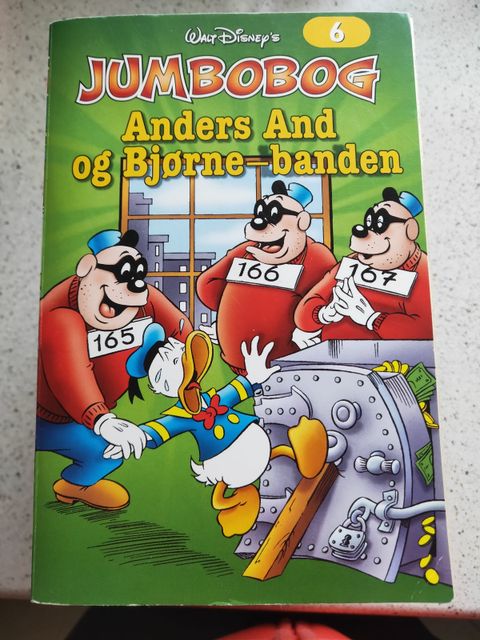 WALT DISNEY'S
6
JUMBOBOG
Anders And
og Bjørne-banden
166
167
165